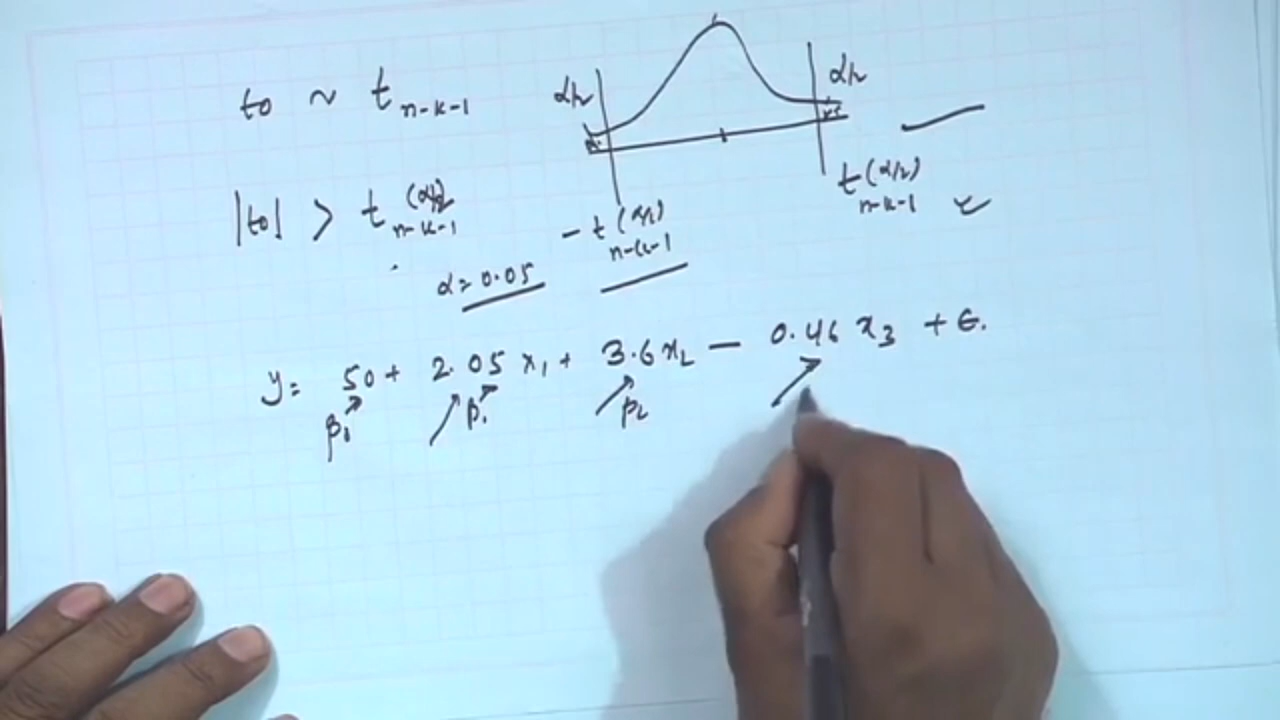 t₀ ~ t n-k-1
α/2
α/2
|t₀| > t (α/2) n-k-1
- t (α/2) n-k-1
t (α/2) n-k-1
α = 0.05
y = 50 + 2.05 x₁ + 3.6 x₂ - 0.46 x₃ + ε.
β₁ β₂